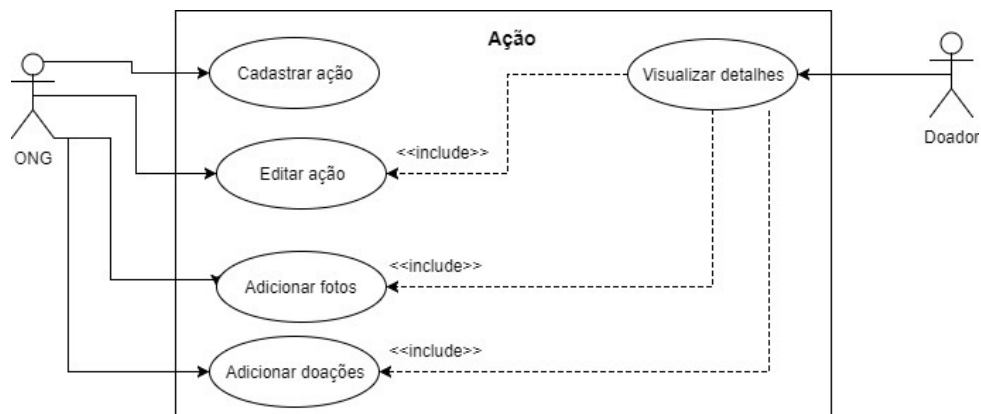 Ação
Cadastrar ação
Visualizar detalhes
ONG
Doador
<<include>>
Editar ação
<<include>>
Adicionar fotos
<<include>>
Adicionar doações